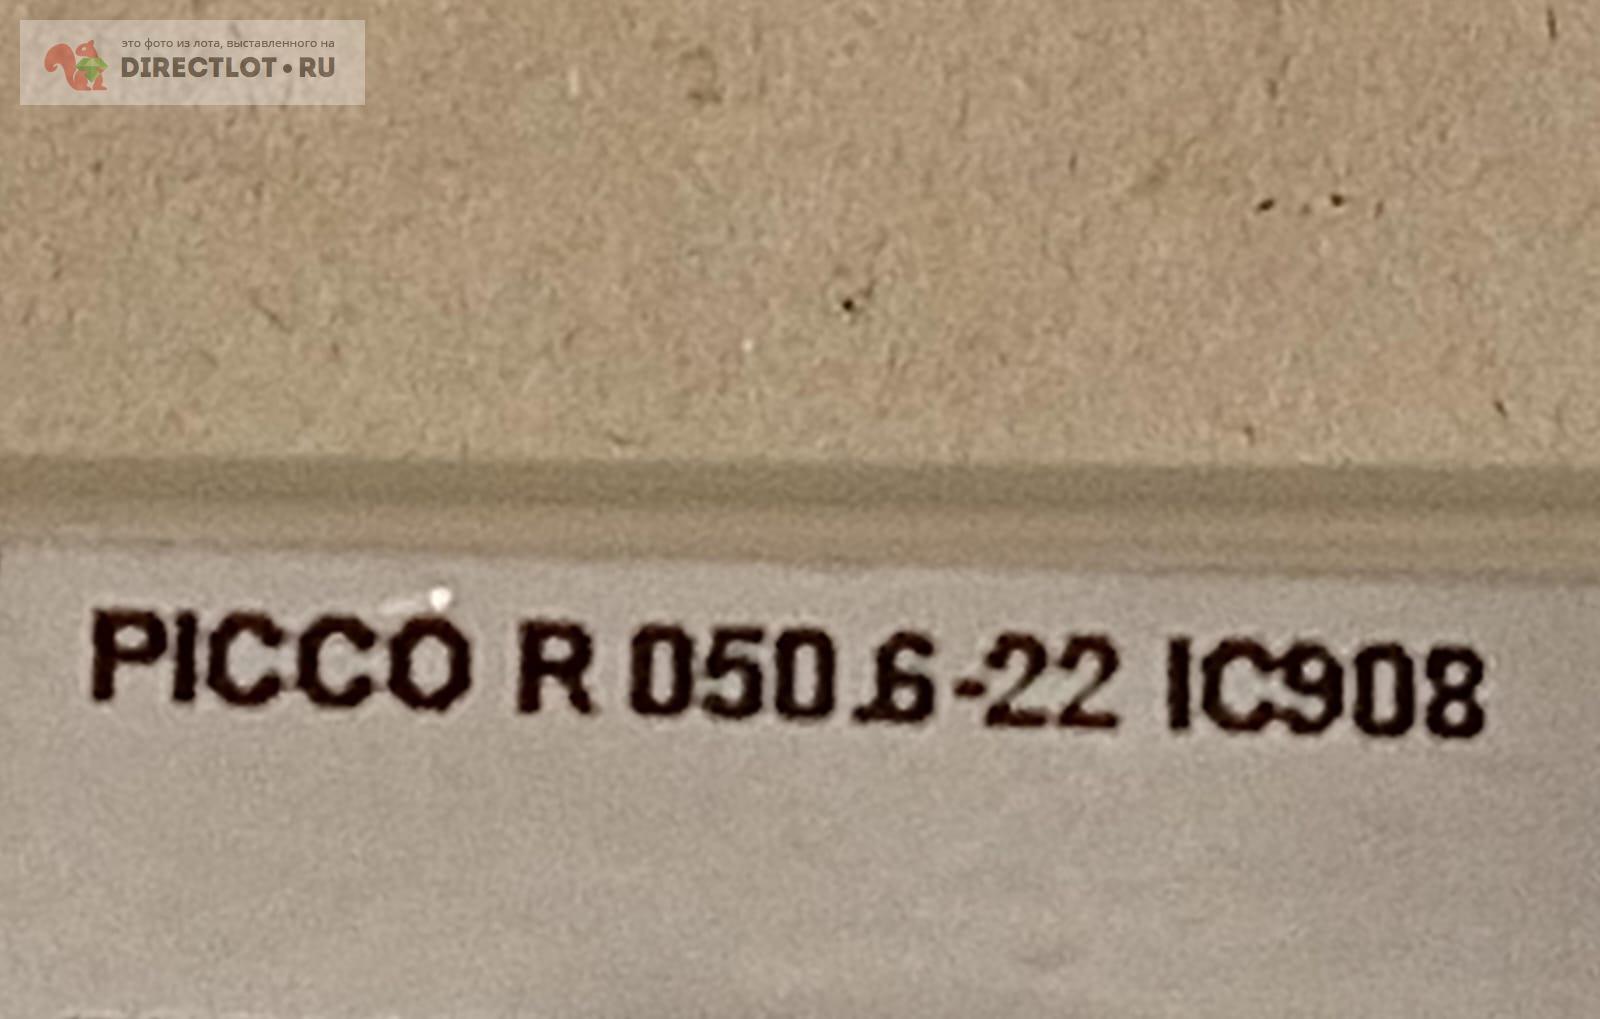 это фото из лота, выставленного на
DIRECTLOT•RU
PICCO R 050.6-22 IC908